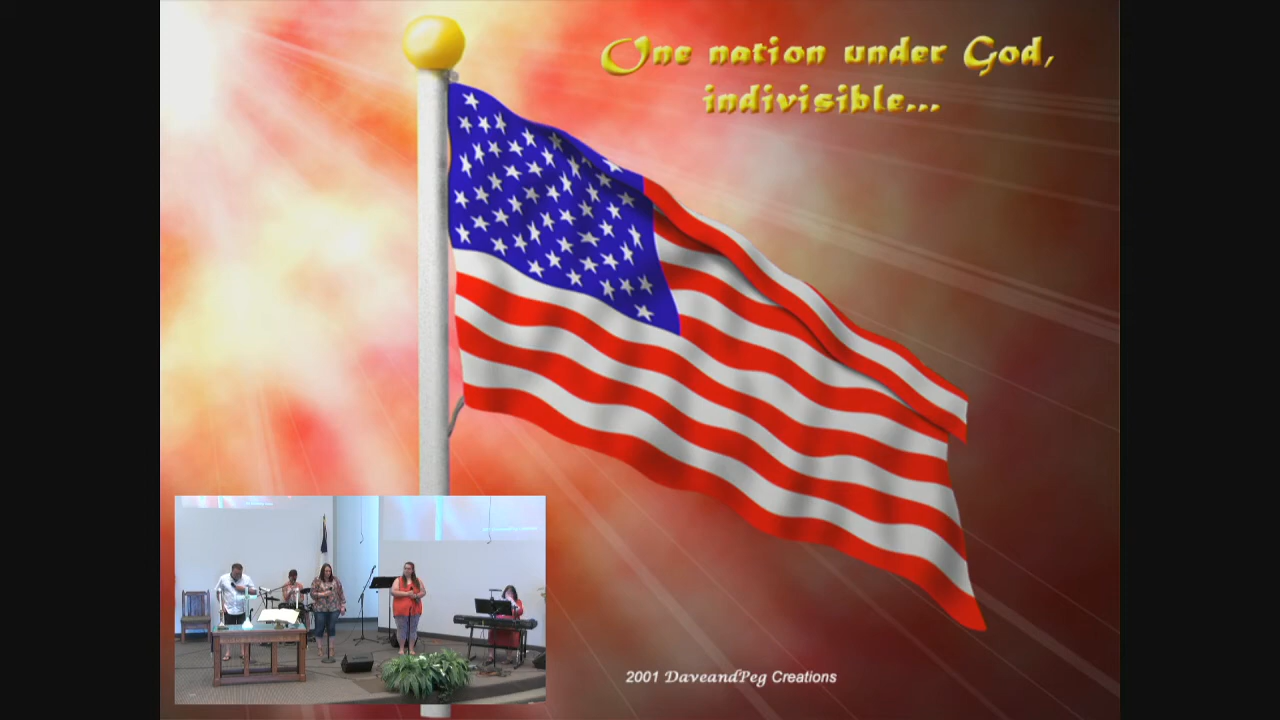 One nation under God,
indivisible...
2001 DaveandPeg Creations